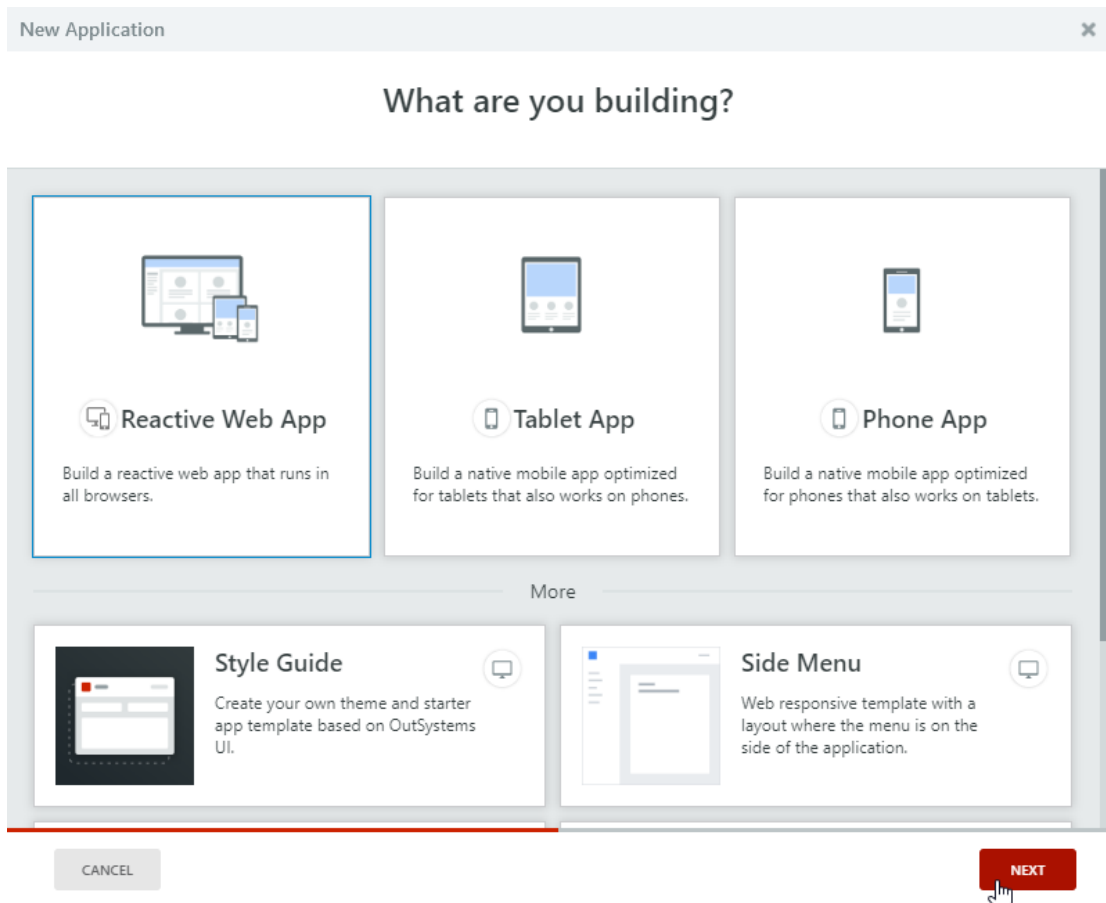 New Application
What are you building?
Reactive Web App
Build a reactive web app that runs in
all browsers.
Tablet App
Build a native mobile app optimized
for tablets that also works on phones.
Phone App
Build a native mobile app optimized
for phones that also works on tablets.
More
Style Guide
Create your own theme and starter
app template based on OutSystems
UI.
Side Menu
Web responsive template with a
layout where the menu is on the
side of the application.
CANCEL
NEXT